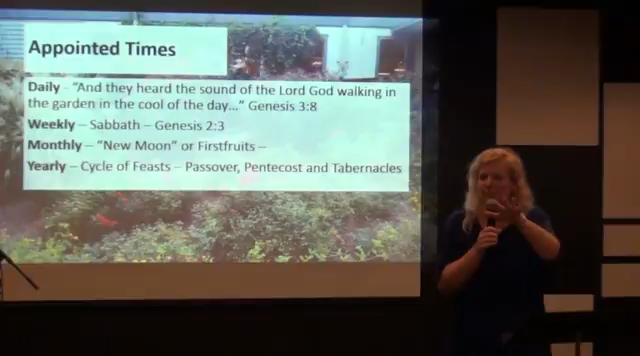 Appointed Times
Daily - "And they heard the sound of the Lord God walking in
the garden in the cool of the day…" Genesis 3:8
Weekly – Sabbath – Genesis 2:3
Monthly – "New Moon" or Firstfruits –
Yearly – Cycle of Feasts – Passover, Pentecost and Tabernacles